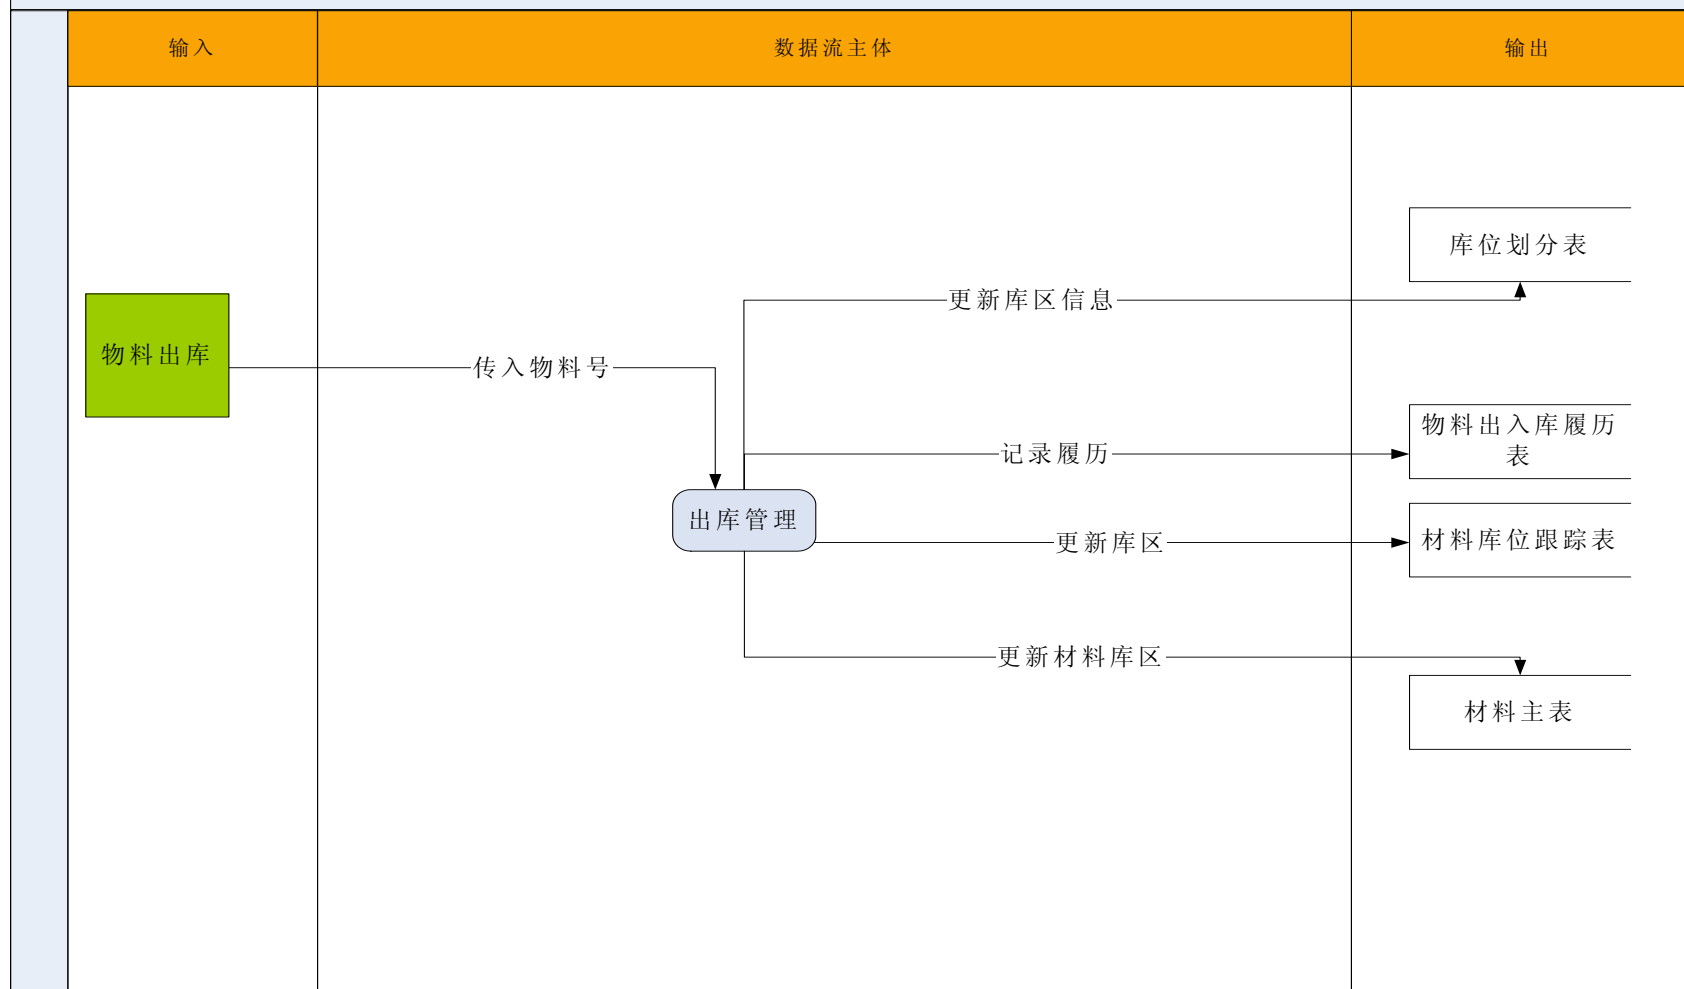 输入
数据流主体
输出
库位划分表
更新库区信息
物料出库
传入物料号
物料出入库履历
表
记录履历
出库管理
更新库区
材料库位跟踪表
更新材料库区
材料主表